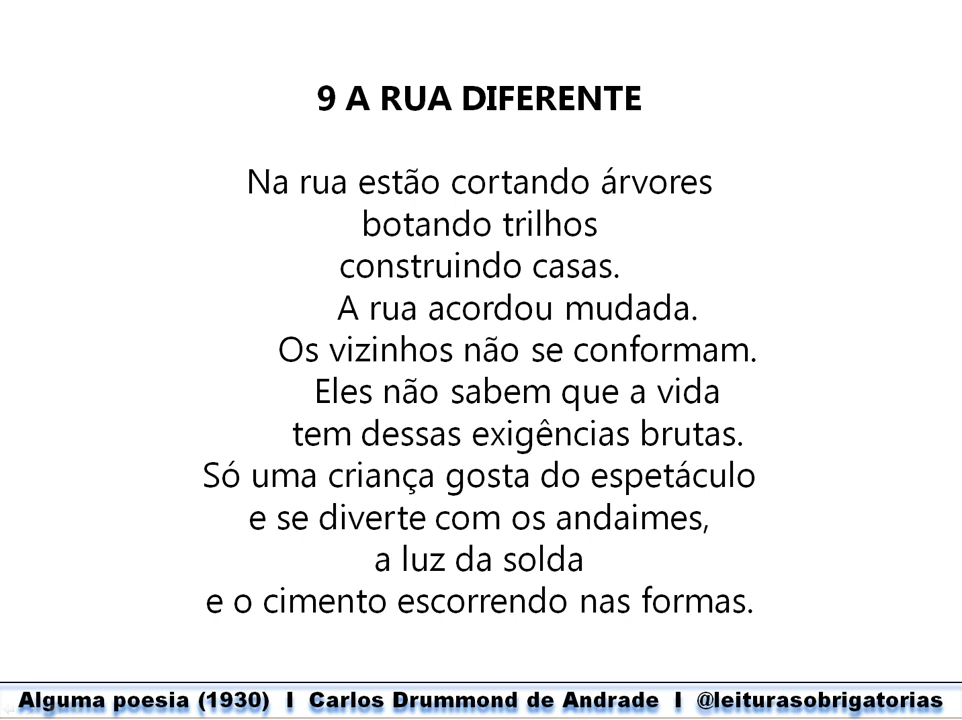 9 A RUA DIFERENTE
Na rua estão cortando árvores
botando trilhos
construindo casas.
A rua acordou mudada.
Os vizinhos não se conformam.
Eles não sabem que a vida
tem dessas exigências brutas.
Só uma criança gosta do espetáculo
e se diverte com os andaimes,
a luz da solda
e o cimento escorrendo nas formas.
Alguma poesia (1930) I Carlos Drummond de Andrade I @leiturasobrigatorias